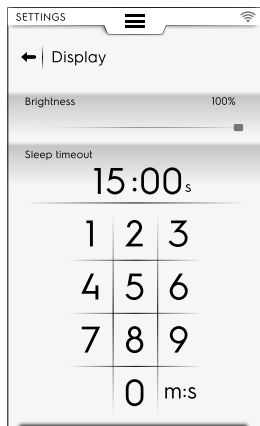 SETTINGS
Display
Brightness 100%
Sleep timeout
15:00s
1 2 3
4 5 6
7 8 9
0 m:s